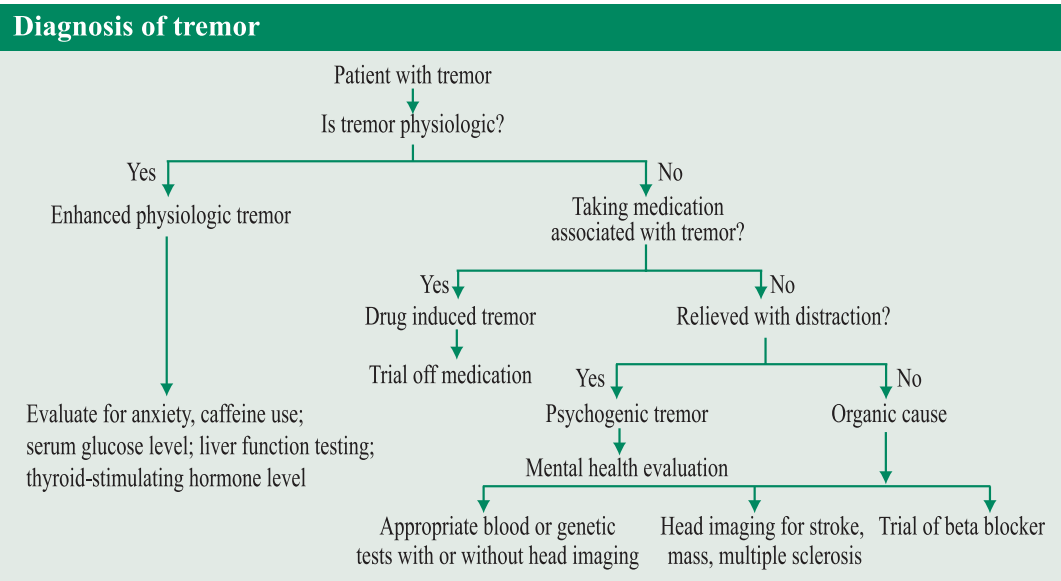 Diagnosis of tremor
Patient with tremor
Is tremor physiologic?
Yes
No
Enhanced physiologic tremor
Taking medication
associated with tremor?
Yes
No
Drug induced tremor
Relieved with distraction?
Trial off medication
Yes
No
Evaluate for anxiety, caffeine use;
serum glucose level; liver function testing;
thyroid-stimulating hormone level
Psychogenic tremor
Organic cause
Mental health evaluation
Appropriate blood or genetic
tests with or without head imaging
Head imaging for stroke,
mass, multiple sclerosis
Trial of beta blocker